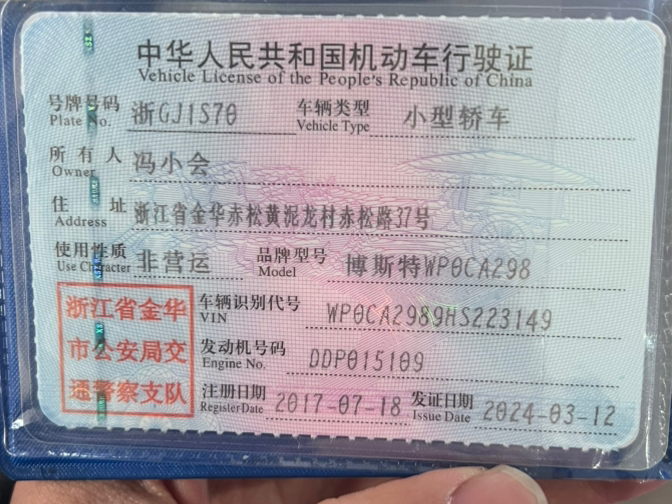 中华人民共和国机动车行驶证
Vehicle License of the People's Republic of China
号牌号码 浙GJ1S70 车辆类型 小型轿车
Plate No. Vehicle Type
所有人 冯小会
Owner
住址 浙江省金华赤松黄泥龙村赤松路37号
Address
使用性质 非营运 品牌型号 博斯特WP0CA298
Use Character Model
浙江省金华
市公安局交
通警察支队
车辆识别代号 WP0CA2989HS223149
VIN
发动机号码 DDP015109
Engine No.
注册日期 2017-07-18 发证日期 2024-03-12
Register Date Issue Date